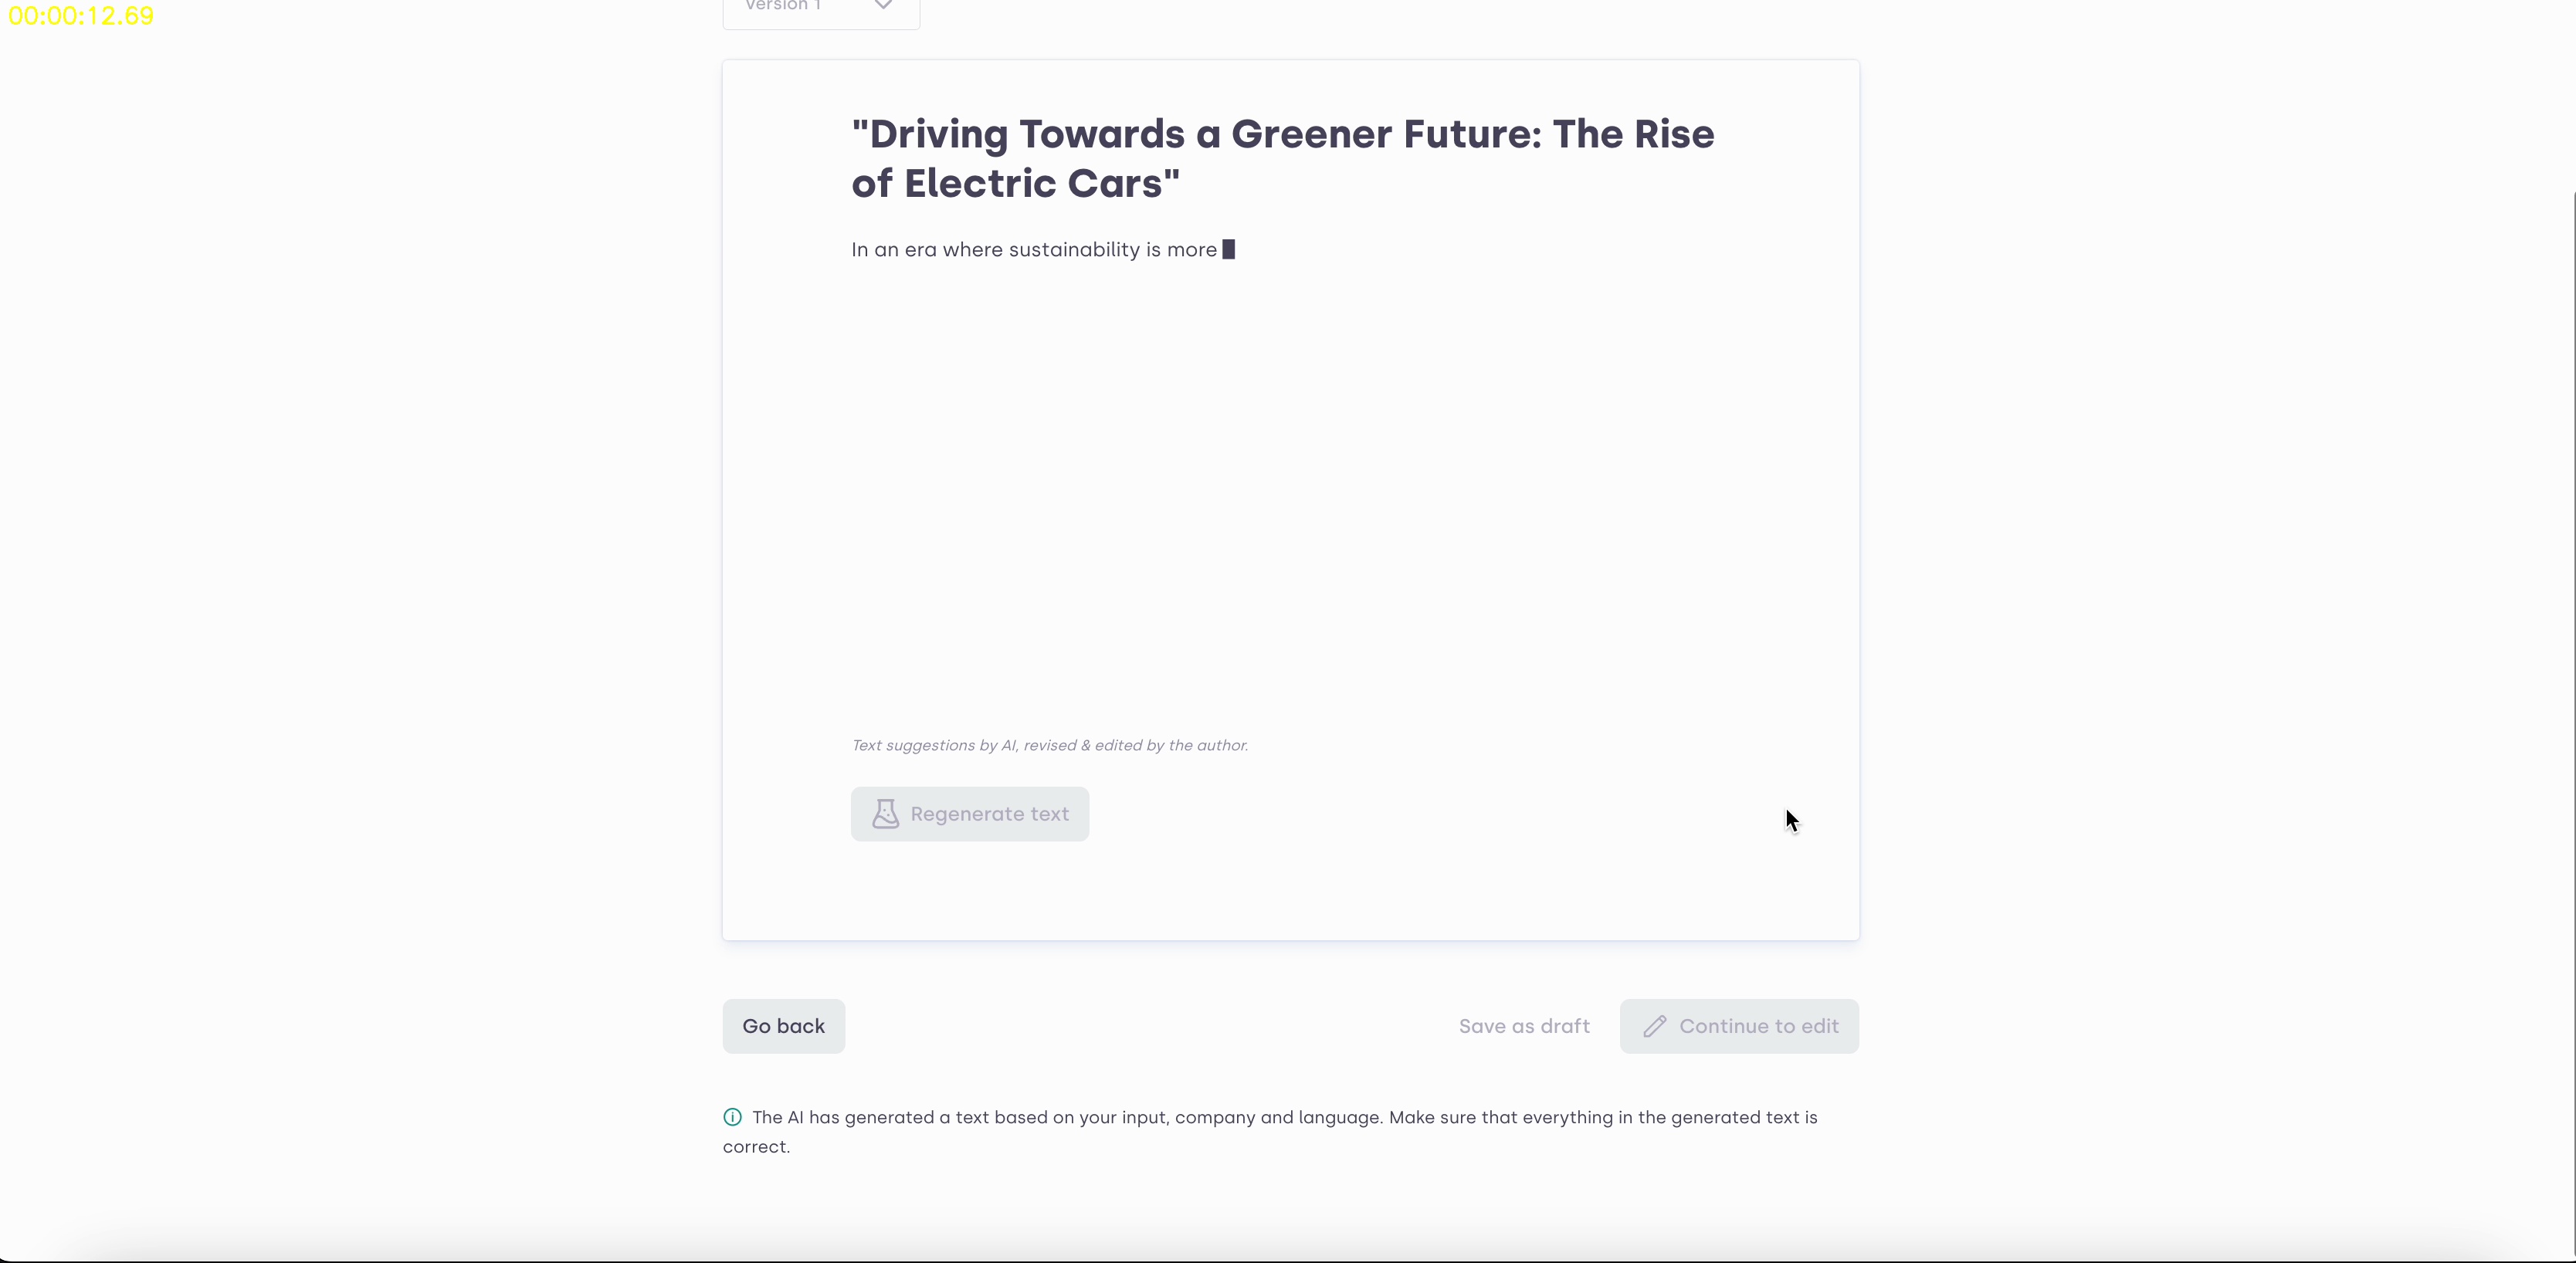 00:00:12.69
Version 1
"Driving Towards a Greener Future: The Rise
of Electric Cars"
In an era where sustainability is more
Text suggestions by AI, revised & edited by the author.
Regenerate text
Go back
Save as draft
Continue to edit
The AI has generated a text based on your input, company and language. Make sure that everything in the generated text is
correct.